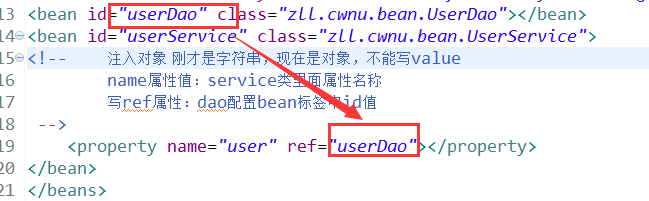 13 <bean id="userDao" class="zll.cwnu.bean.UserDao"></bean>
14 <bean id="userService" class="zll.cwnu.bean.UserService">
15 <!-- 注入对象 刚才是字符串，现在是对象，不能写value
16 name属性值：service类里面属性名称
17 写ref属性：dao配置bean标签中id值
18 -->
19 <property name="user" ref="userDao"></property>
20 </bean>
21 </beans>